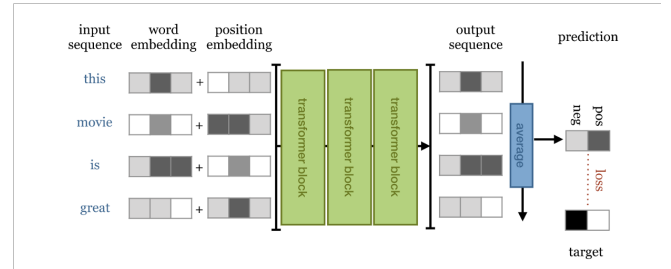 input
sequence
word
embedding
position
embedding
output
sequence
prediction
this
+
movie
+
is
+
great
+
transformer block
transformer block
transformer block
average
neg
pos
loss
target